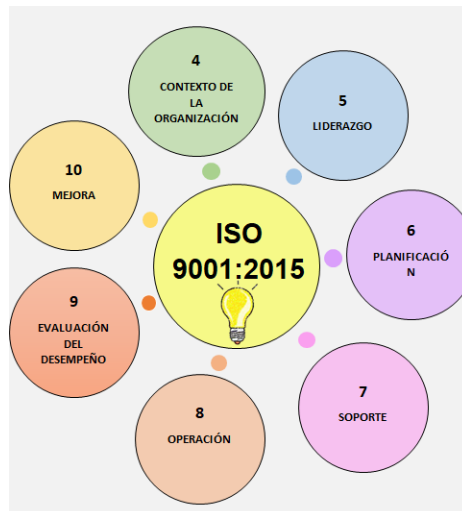 4
CONTEXTO DE
LA
ORGANIZACIÓN
5
LIDERAZGO
6
PLANIFICACIÓ
N
7
SOPORTE
8
OPERACIÓN
9
EVALUACIÓN
DEL
DESEMPEÑO
10
MEJORA
ISO
9001:2015